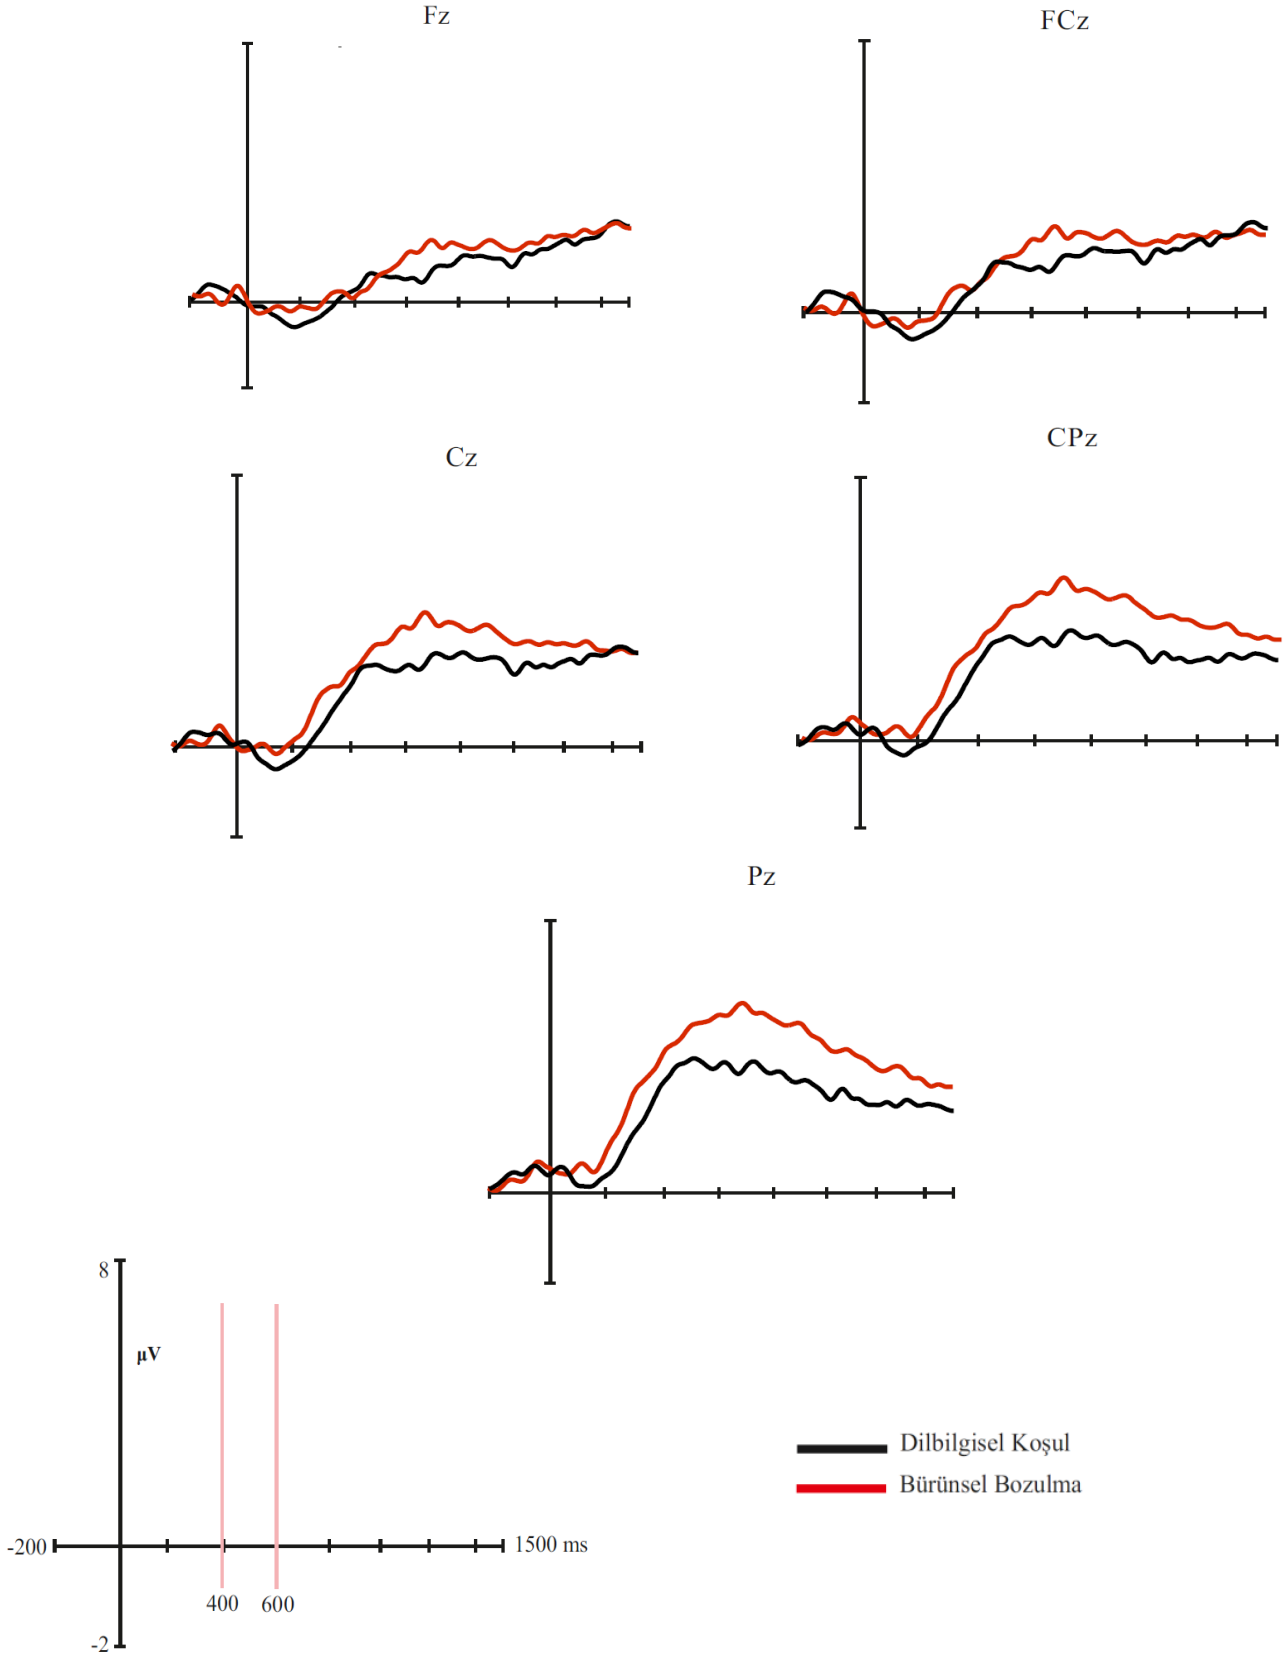 Fz
FCz
Cz
CPz
Pz
8
µV
Dilbilgisel Koşul
Bürünsel Bozulma
-200
1500 ms
400
600
-2